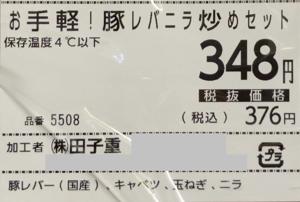 お手軽！豚レバニラ炒めセット
保存温度4℃以下
348円
税抜価格
品番 5508
(税込) 376円
加工者 ㈱田子重
プラ
豚レバー(国産)、キャベツ、玉ねぎ、ニラ